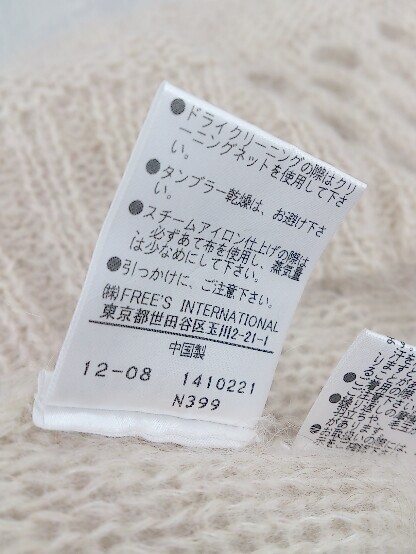 ●ドライクリーニングの際はクリ
ーニングネットを使用して下さ
い。
●タンブラー乾燥は、お避け下さ
い。
●スチームアイロン仕上げの際は
、必ずあて布を使用し、蒸気量
は少なめにして下さい。
●引つかけに、ご注意下さい。
㈱FREE'S INTERNATIONAL
東京都世田谷区玉川2-21-1
中国製
12-08 1410221
N399